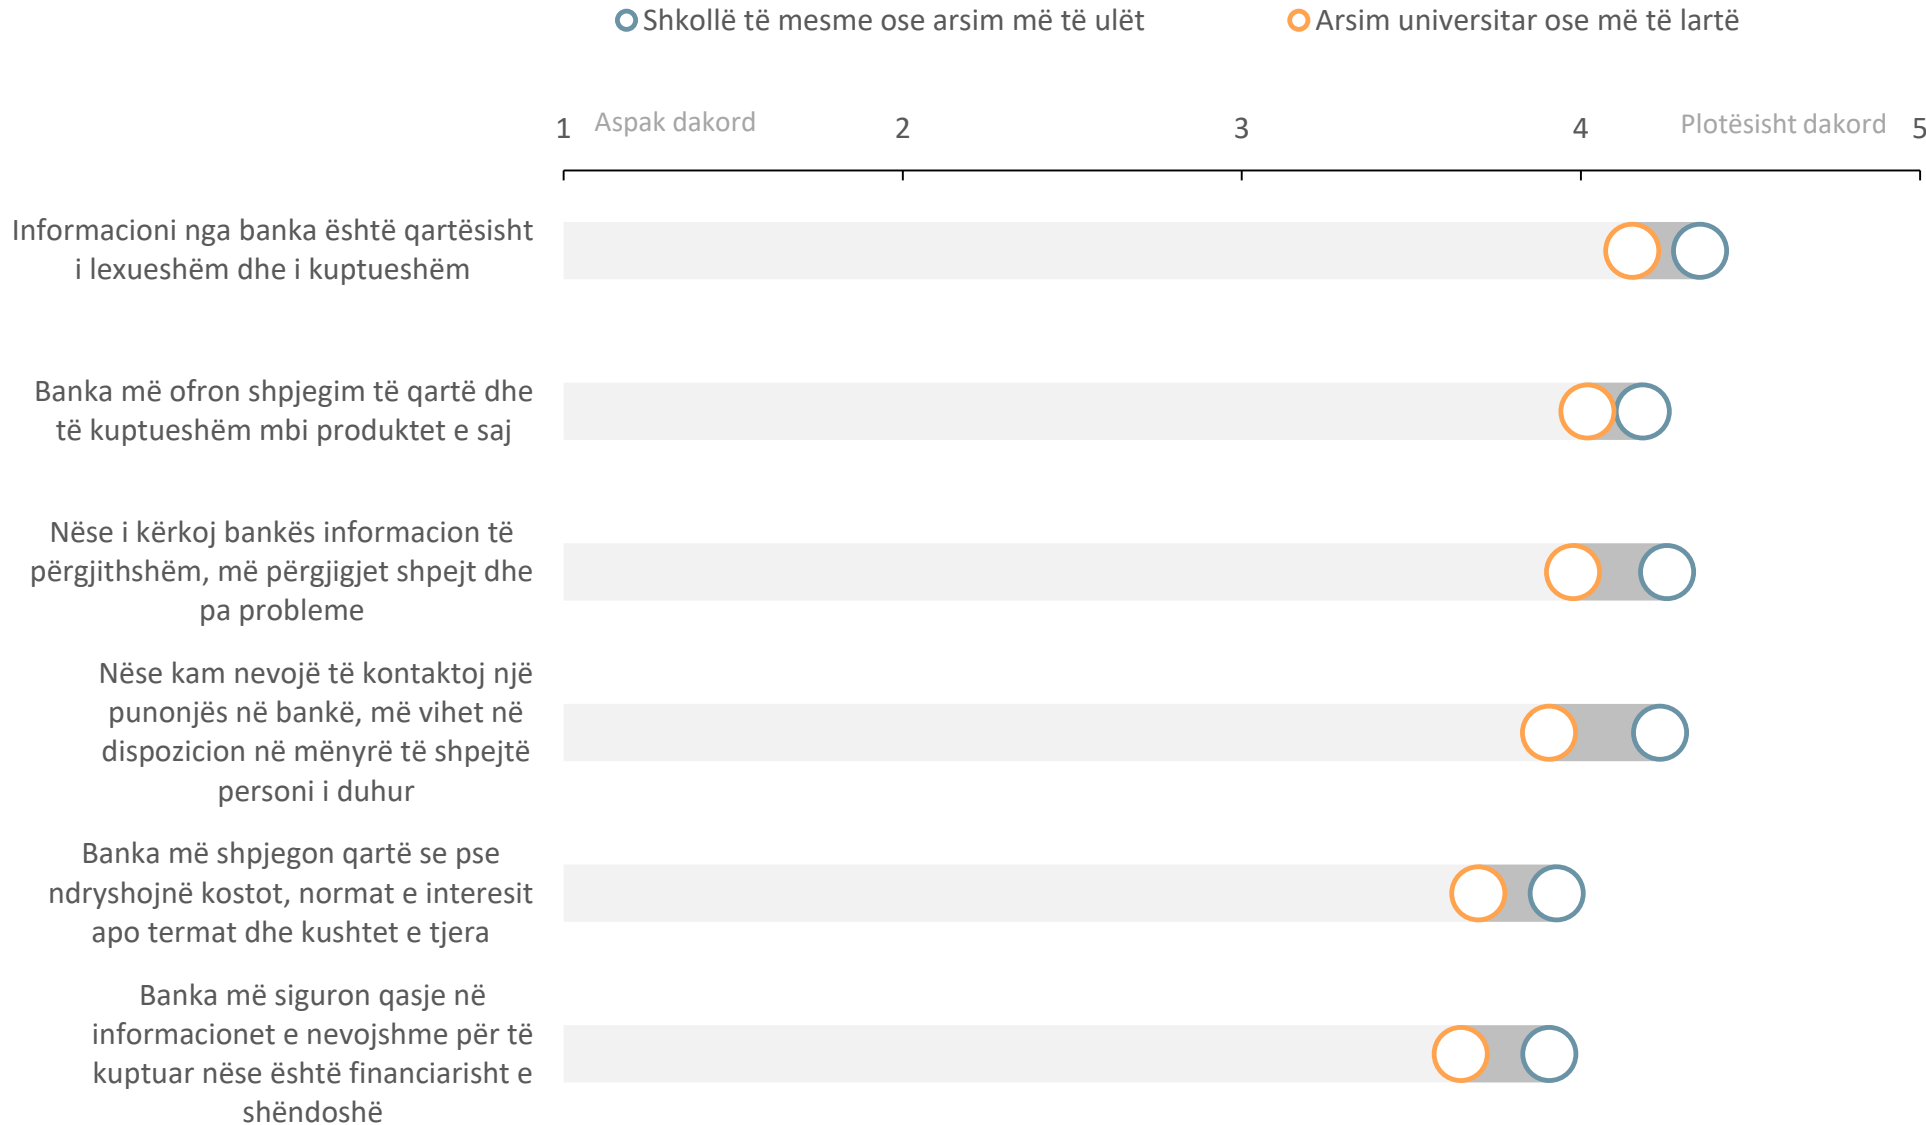 Shkollë të mesme ose arsim më të ulët
Arsim universitar ose më të lartë
1 Aspak dakord 2 3 4 Plotësisht dakord 5
Informacioni nga banka është qartësisht
i lexueshëm dhe i kuptueshëm
Banka më ofron shpjegim të qartë dhe
të kuptueshëm mbi produktet e saj
Nëse i kërkoj bankës informacion të
përgjithshëm, më përgjigjet shpejt dhe
pa probleme
Nëse kam nevojë të kontaktoj një
punonjës në bankë, më vihet në
dispozicion në mënyrë të shpejtë
personi i duhur
Banka më shpjegon qartë se pse
ndryshojnë kostot, normat e interesit
apo termat dhe kushtet e tjera
Banka më siguron qasje në
informacionet e nevojshme për të
kuptuar nëse është financiarisht e
shëndoshë